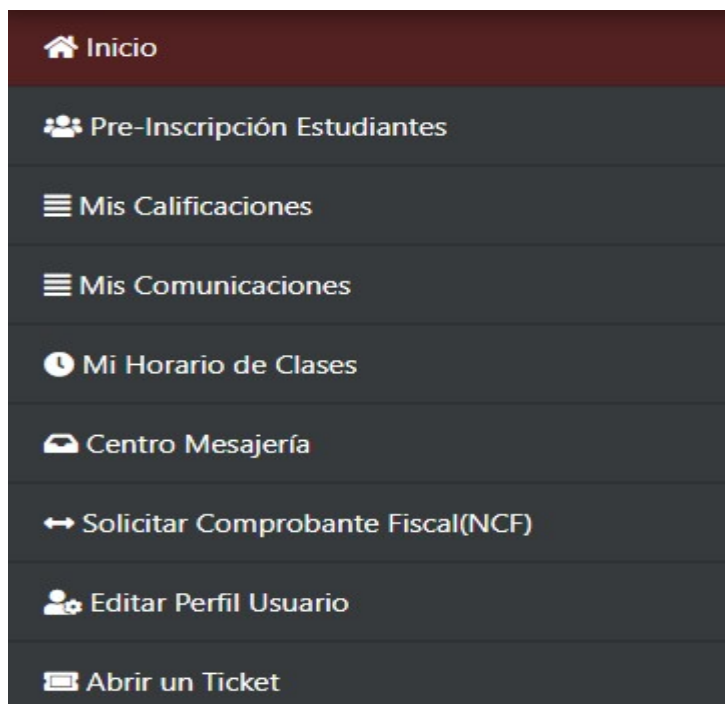 Inicio
Pre-Inscripción Estudiantes
Mis Calificaciones
Mis Comunicaciones
Mi Horario de Clases
Centro Mesajería
Solicitar Comprobante Fiscal(NCF)
Editar Perfil Usuario
Abrir un Ticket